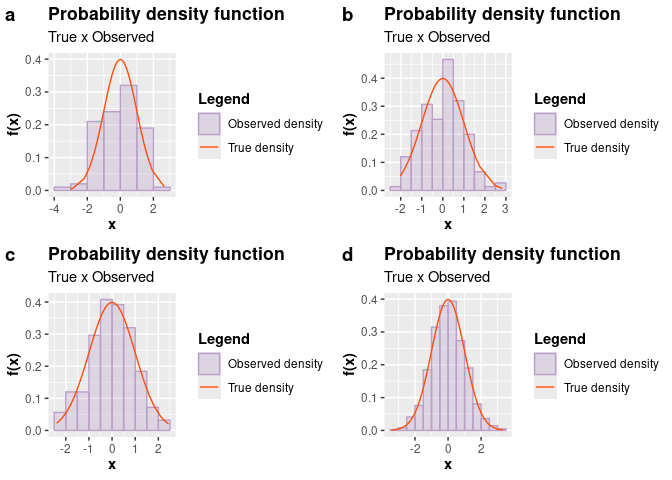 a
Probability density function
True x Observed
0.4
0.3
0.2
0.1
0.0
-4 -2 0 2
f(x)
x
Legend
Observed density
True density
b
Probability density function
True x Observed
0.4
0.3
0.2
0.1
0.0
-2 -1 0 1 2 3
f(x)
x
Legend
Observed density
True density
c
Probability density function
True x Observed
0.4
0.3
0.2
0.1
0.0
-2 -1 0 1 2
f(x)
x
Legend
Observed density
True density
d
Probability density function
True x Observed
0.4
0.3
0.2
0.1
0.0
-2 0 2
f(x)
x
Legend
Observed density
True density